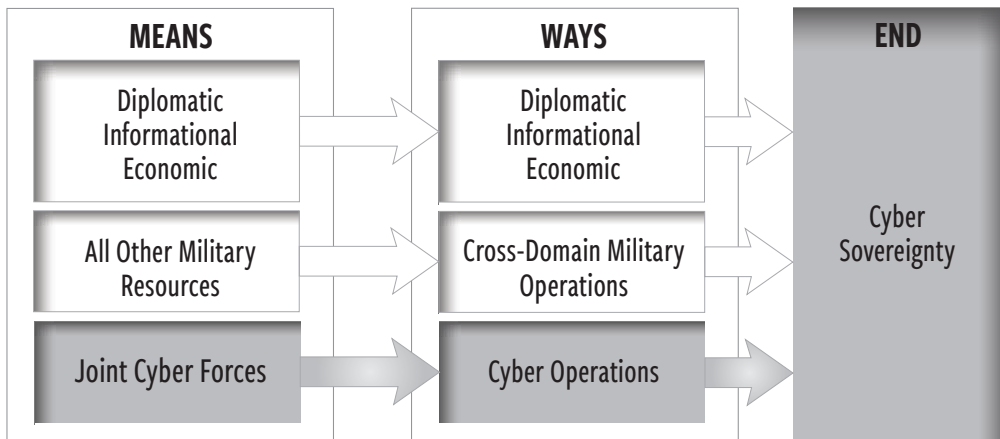 MEANS
Diplomatic
Informational
Economic
All Other Military
Resources
Joint Cyber Forces
WAYS
Diplomatic
Informational
Economic
Cross-Domain Military
Operations
Cyber Operations
END
Cyber
Sovereignty